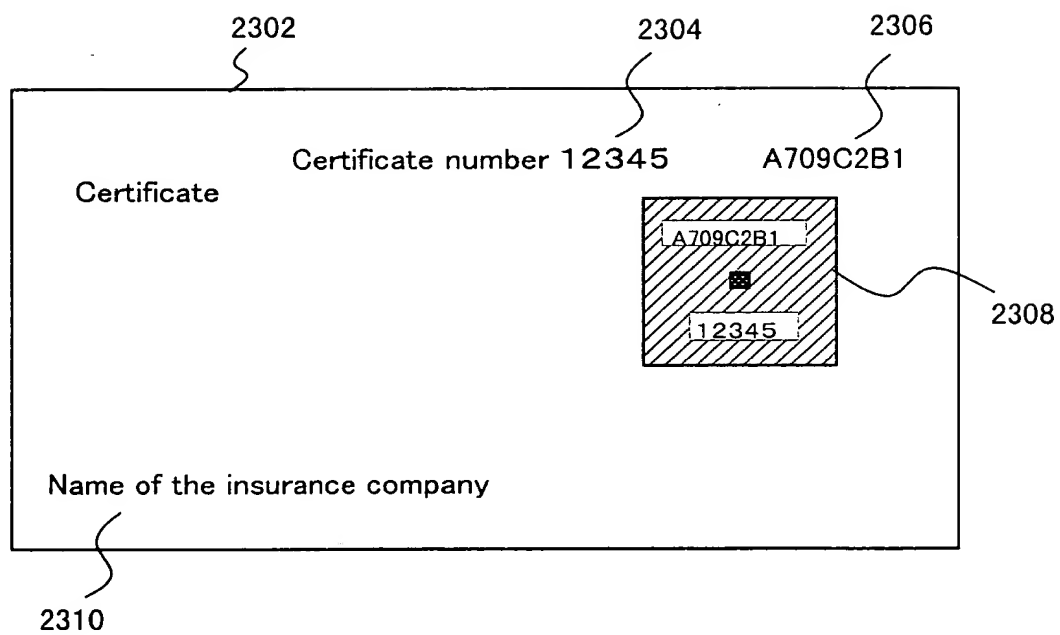 2302
2304
2306
Certificate number 12345
A709C2B1
Certificate
A709C2B1
12345
2308
Name of the insurance company
2310